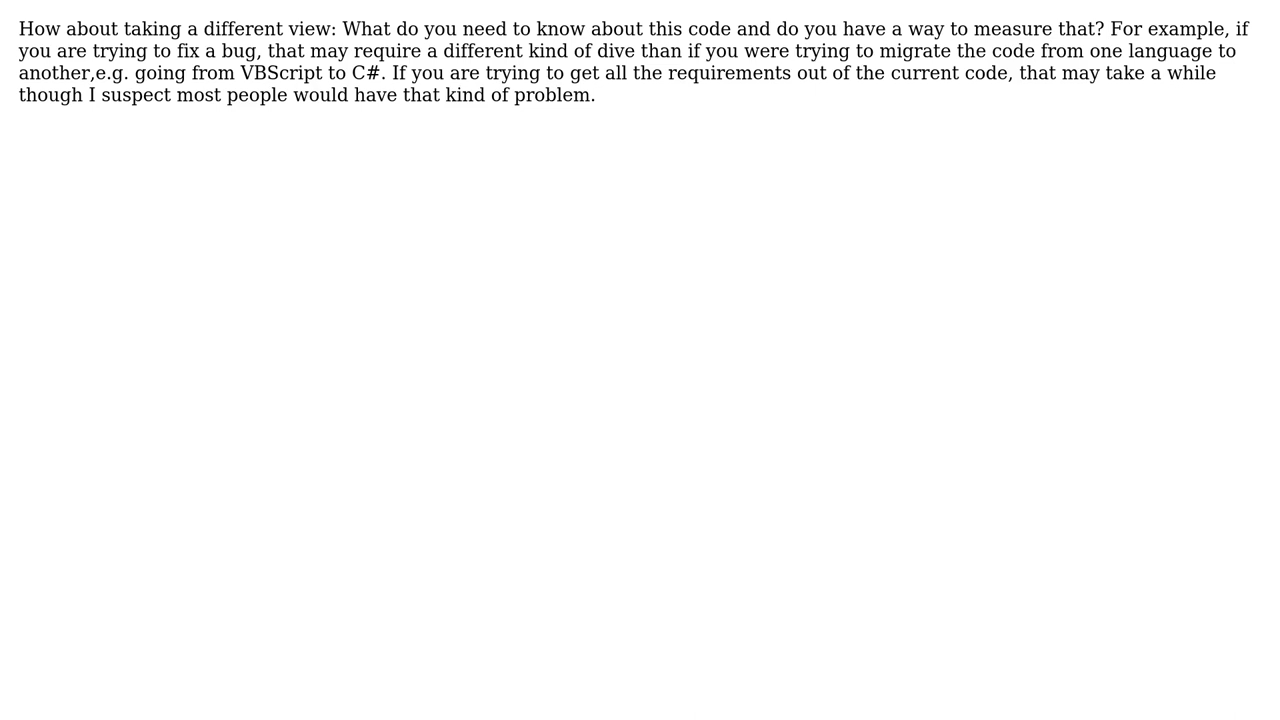 How about taking a different view: What do you need to know about this code and do you have a way to measure that? For example, if
you are trying to fix a bug, that may require a different kind of dive than if you were trying to migrate the code from one language to
another,e.g. going from VBScript to C#. If you are trying to get all the requirements out of the current code, that may take a while
though I suspect most people would have that kind of problem.